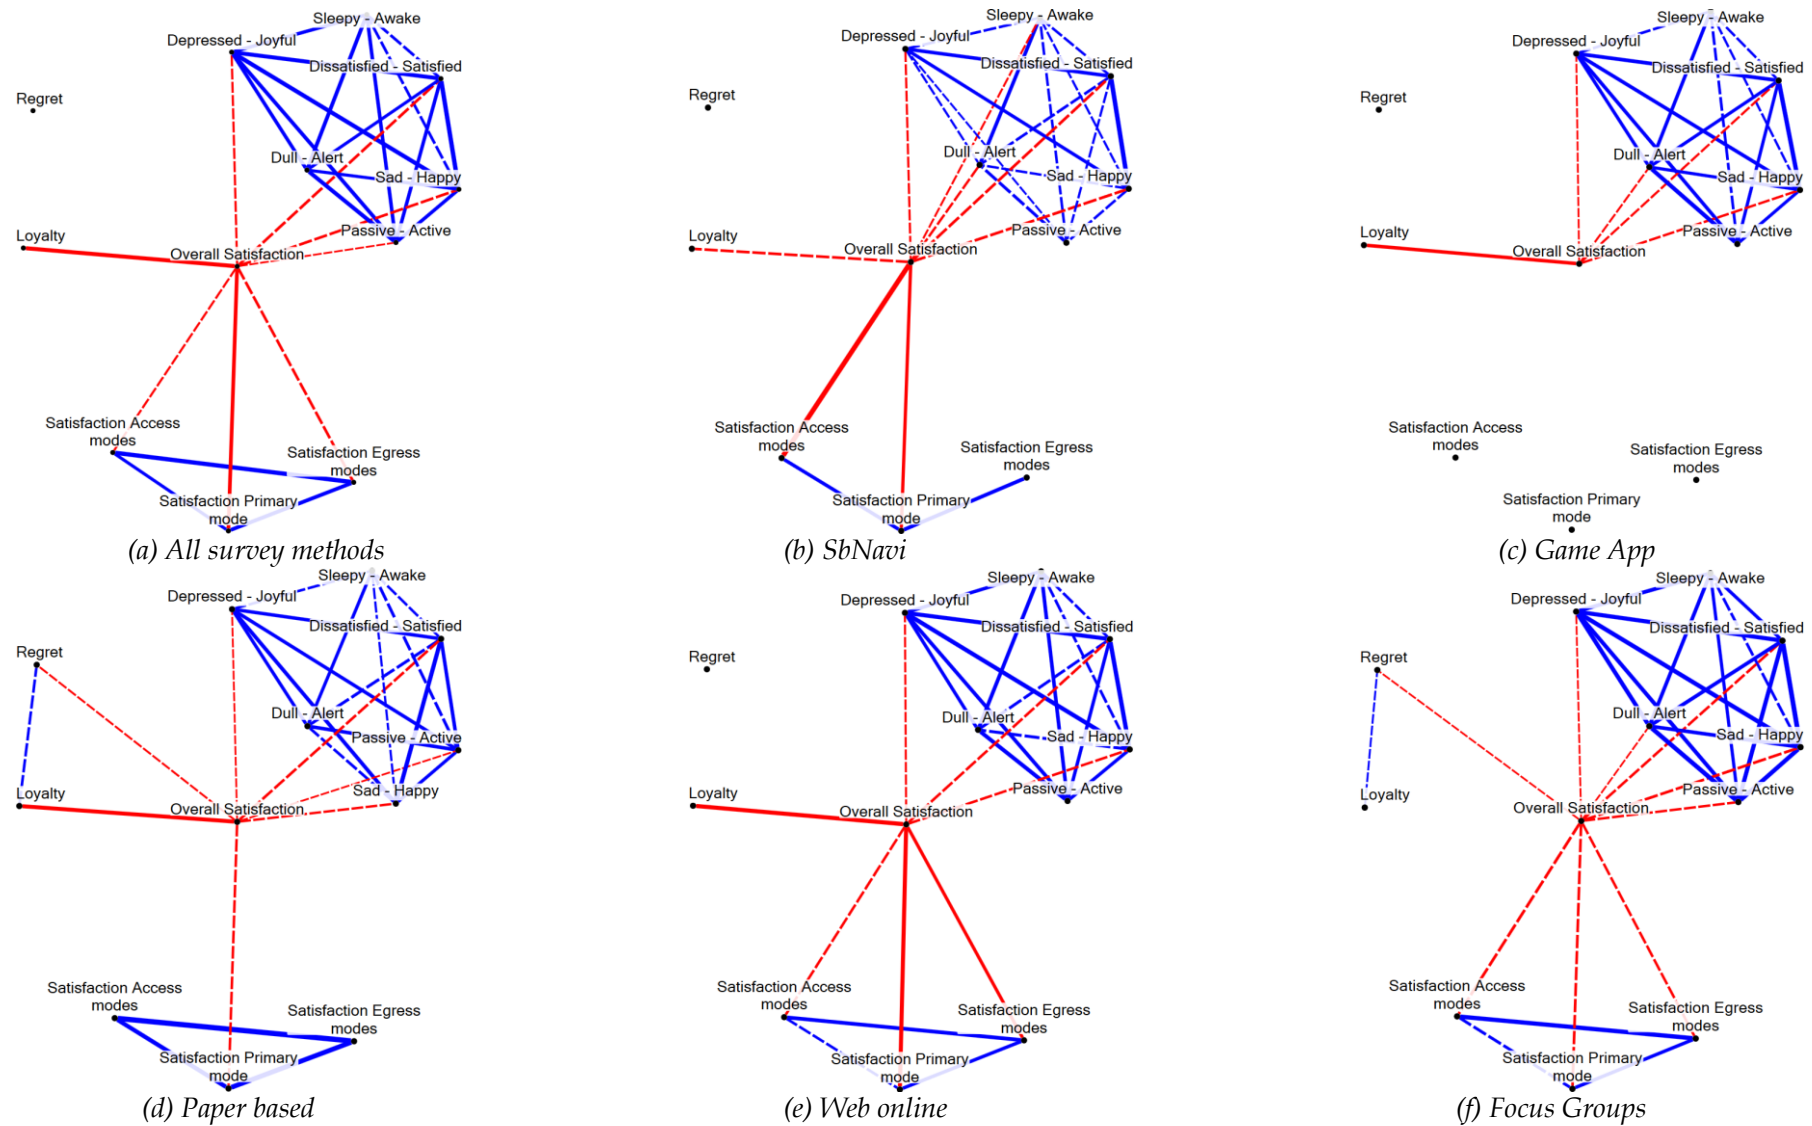 Sleepy - Awake
Depressed - Joyful
Dissatisfied - Satisfied
Regret
Dull - Alert
Sad - Happy
Passive - Active
Loyalty
Overall Satisfaction
Satisfaction Access
modes
Satisfaction Egress
modes
Satisfaction Primary
mode
(a) All survey methods
Sleepy - Awake
Depressed - Joyful
Dissatisfied - Satisfied
Regret
Dull - Alert
Sad - Happy
Passive - Active
Loyalty
Overall Satisfaction
Satisfaction Access
modes
Satisfaction Egress
modes
Satisfaction Primary
mode
(b) SbNavi
Sleepy - Awake
Depressed - Joyful
Dissatisfied - Satisfied
Regret
Dull - Alert
Sad - Happy
Passive - Active
Loyalty
Overall Satisfaction
Satisfaction Access
modes
Satisfaction Egress
modes
Satisfaction Primary
mode
(c) Game App
Sleepy - Awake
Depressed - Joyful
Dissatisfied - Satisfied
Regret
Dull - Alert
Passive - Active
Sad - Happy
Loyalty
Overall Satisfaction
Satisfaction Access
modes
Satisfaction Egress
modes
Satisfaction Primary
mode
(d) Paper based
Sleepy - Awake
Depressed - Joyful
Dissatisfied - Satisfied
Regret
Dull - Alert
Sad - Happy
Passive - Active
Loyalty
Overall Satisfaction
Satisfaction Access
modes
Satisfaction Egress
modes
Satisfaction Primary
mode
(e) Web online
Sleepy - Awake
Depressed - Joyful
Dissatisfied - Satisfied
Regret
Dull - Alert
Sad - Happy
Passive - Active
Loyalty
Overall Satisfaction
Satisfaction Access
modes
Satisfaction Egress
modes
Satisfaction Primary
mode
(f) Focus Groups